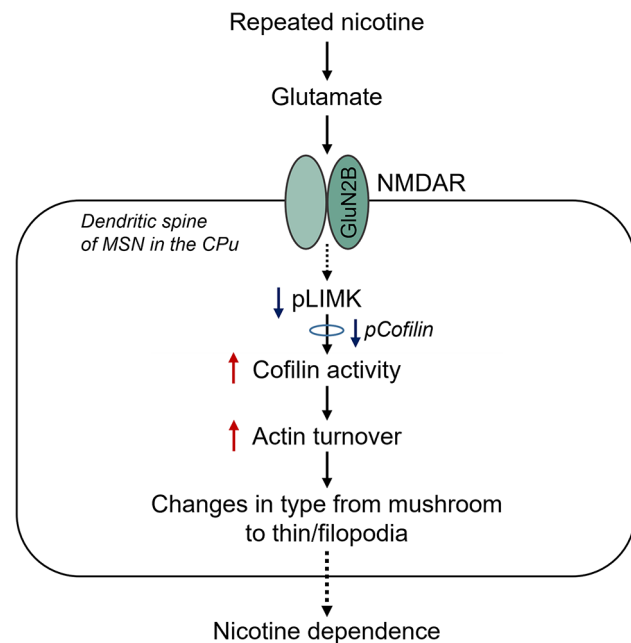 Repeated nicotine
Glutamate
GluN2B
NMDAR
Dendritic spine
of MSN in the CPu
pLIMK
pCofilin
Cofilin activity
Actin turnover
Changes in type from mushroom
to thin/filopodia
Nicotine dependence